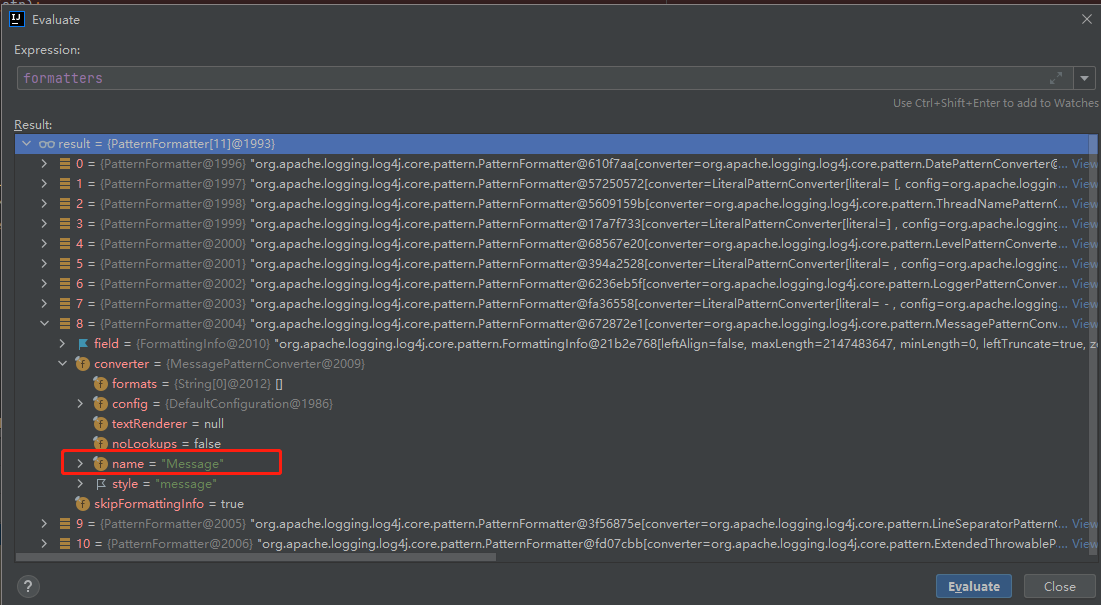 IJ Evaluate
Expression:
formatters
Use Ctrl+Shift+Enter to add to Watches
Result:
result = {PatternFormatter[11]@1993}
0 = {PatternFormatter@1996} "org.apache.logging.log4j.core.pattern.PatternFormatter@610f7aa[converter=org.apache.logging.log4j.core.pattern.DatePatternConverter@... View
1 = {PatternFormatter@1997} "org.apache.logging.log4j.core.pattern.PatternFormatter@57250572[converter=LiteralPatternConverter[literal= [, config=org.apache.loggin... View
2 = {PatternFormatter@1998} "org.apache.logging.log4j.core.pattern.PatternFormatter@5609159b[converter=org.apache.logging.log4j.core.pattern.ThreadNamePatternC... View
3 = {PatternFormatter@1999} "org.apache.logging.log4j.core.pattern.PatternFormatter@17a7f733[converter=LiteralPatternConverter[literal=] , config=org.apache.logging... View
4 = {PatternFormatter@2000} "org.apache.logging.log4j.core.pattern.PatternFormatter@68567e20[converter=org.apache.logging.log4j.core.pattern.LevelPatternConverte... View
5 = {PatternFormatter@2001} "org.apache.logging.log4j.core.pattern.PatternFormatter@394a2528[converter=LiteralPatternConverter[literal= , config=org.apache.logging... View
6 = {PatternFormatter@2002} "org.apache.logging.log4j.core.pattern.PatternFormatter@6236eb5f[converter=org.apache.logging.log4j.core.pattern.LoggerPatternConver... View
7 = {PatternFormatter@2003} "org.apache.logging.log4j.core.pattern.PatternFormatter@fa36558[converter=LiteralPatternConverter[literal= - , config=org.apache.logging... View
8 = {PatternFormatter@2004} "org.apache.logging.log4j.core.pattern.PatternFormatter@672872e1[converter=org.apache.logging.log4j.core.pattern.MessagePatternConv... View
field = {FormattingInfo@2010} "org.apache.logging.log4j.core.pattern.FormattingInfo@21b2e768[leftAlign=false, maxLength=2147483647, minLength=0, leftTruncate=true, ze
converter = {MessagePatternConverter@2009}
formats = {String[0]@2012} []
config = {DefaultConfiguration@1986}
textRenderer = null
noLookups = false
name = "Message"
style = "message"
skipFormattingInfo = true
9 = {PatternFormatter@2005} "org.apache.logging.log4j.core.pattern.PatternFormatter@3f56875e[converter=org.apache.logging.log4j.core.pattern.LineSeparatorPatternC... View
10 = {PatternFormatter@2006} "org.apache.logging.log4j.core.pattern.PatternFormatter@fd07cbb[converter=org.apache.logging.log4j.core.pattern.ExtendedThrowableP... View
? Evaluate Close